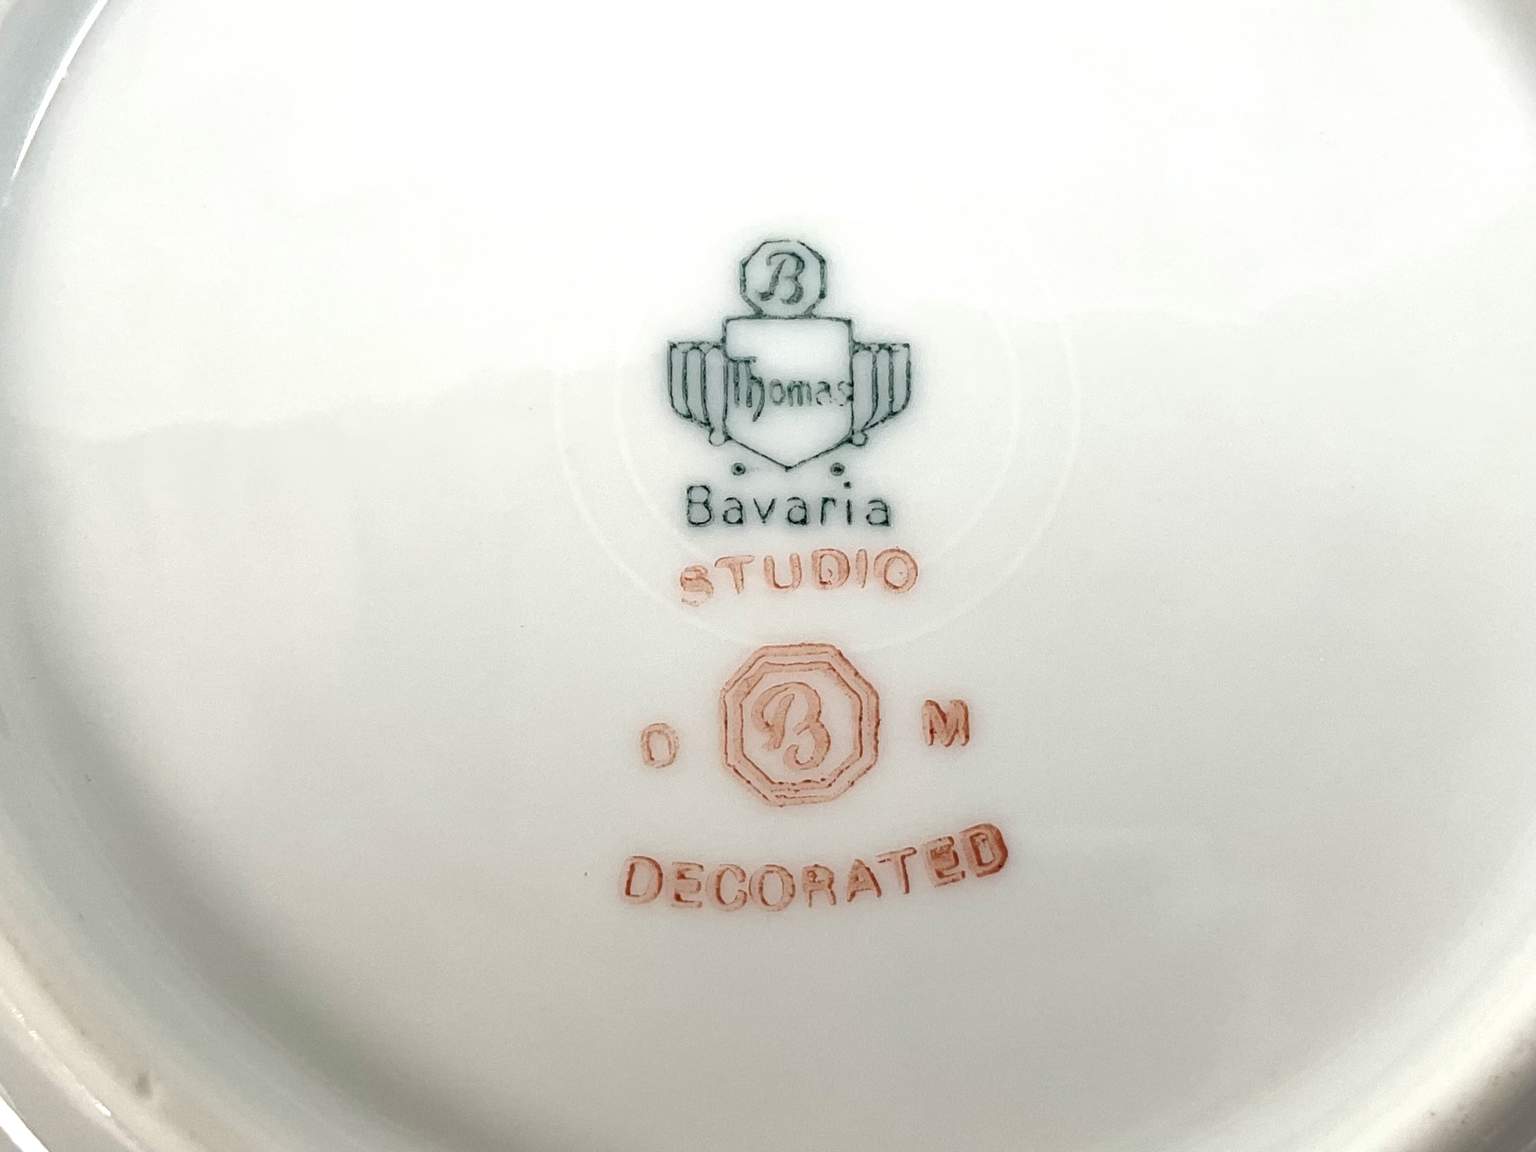 B
Thomas
Bavaria
STUDIO
O B M
DECORATED